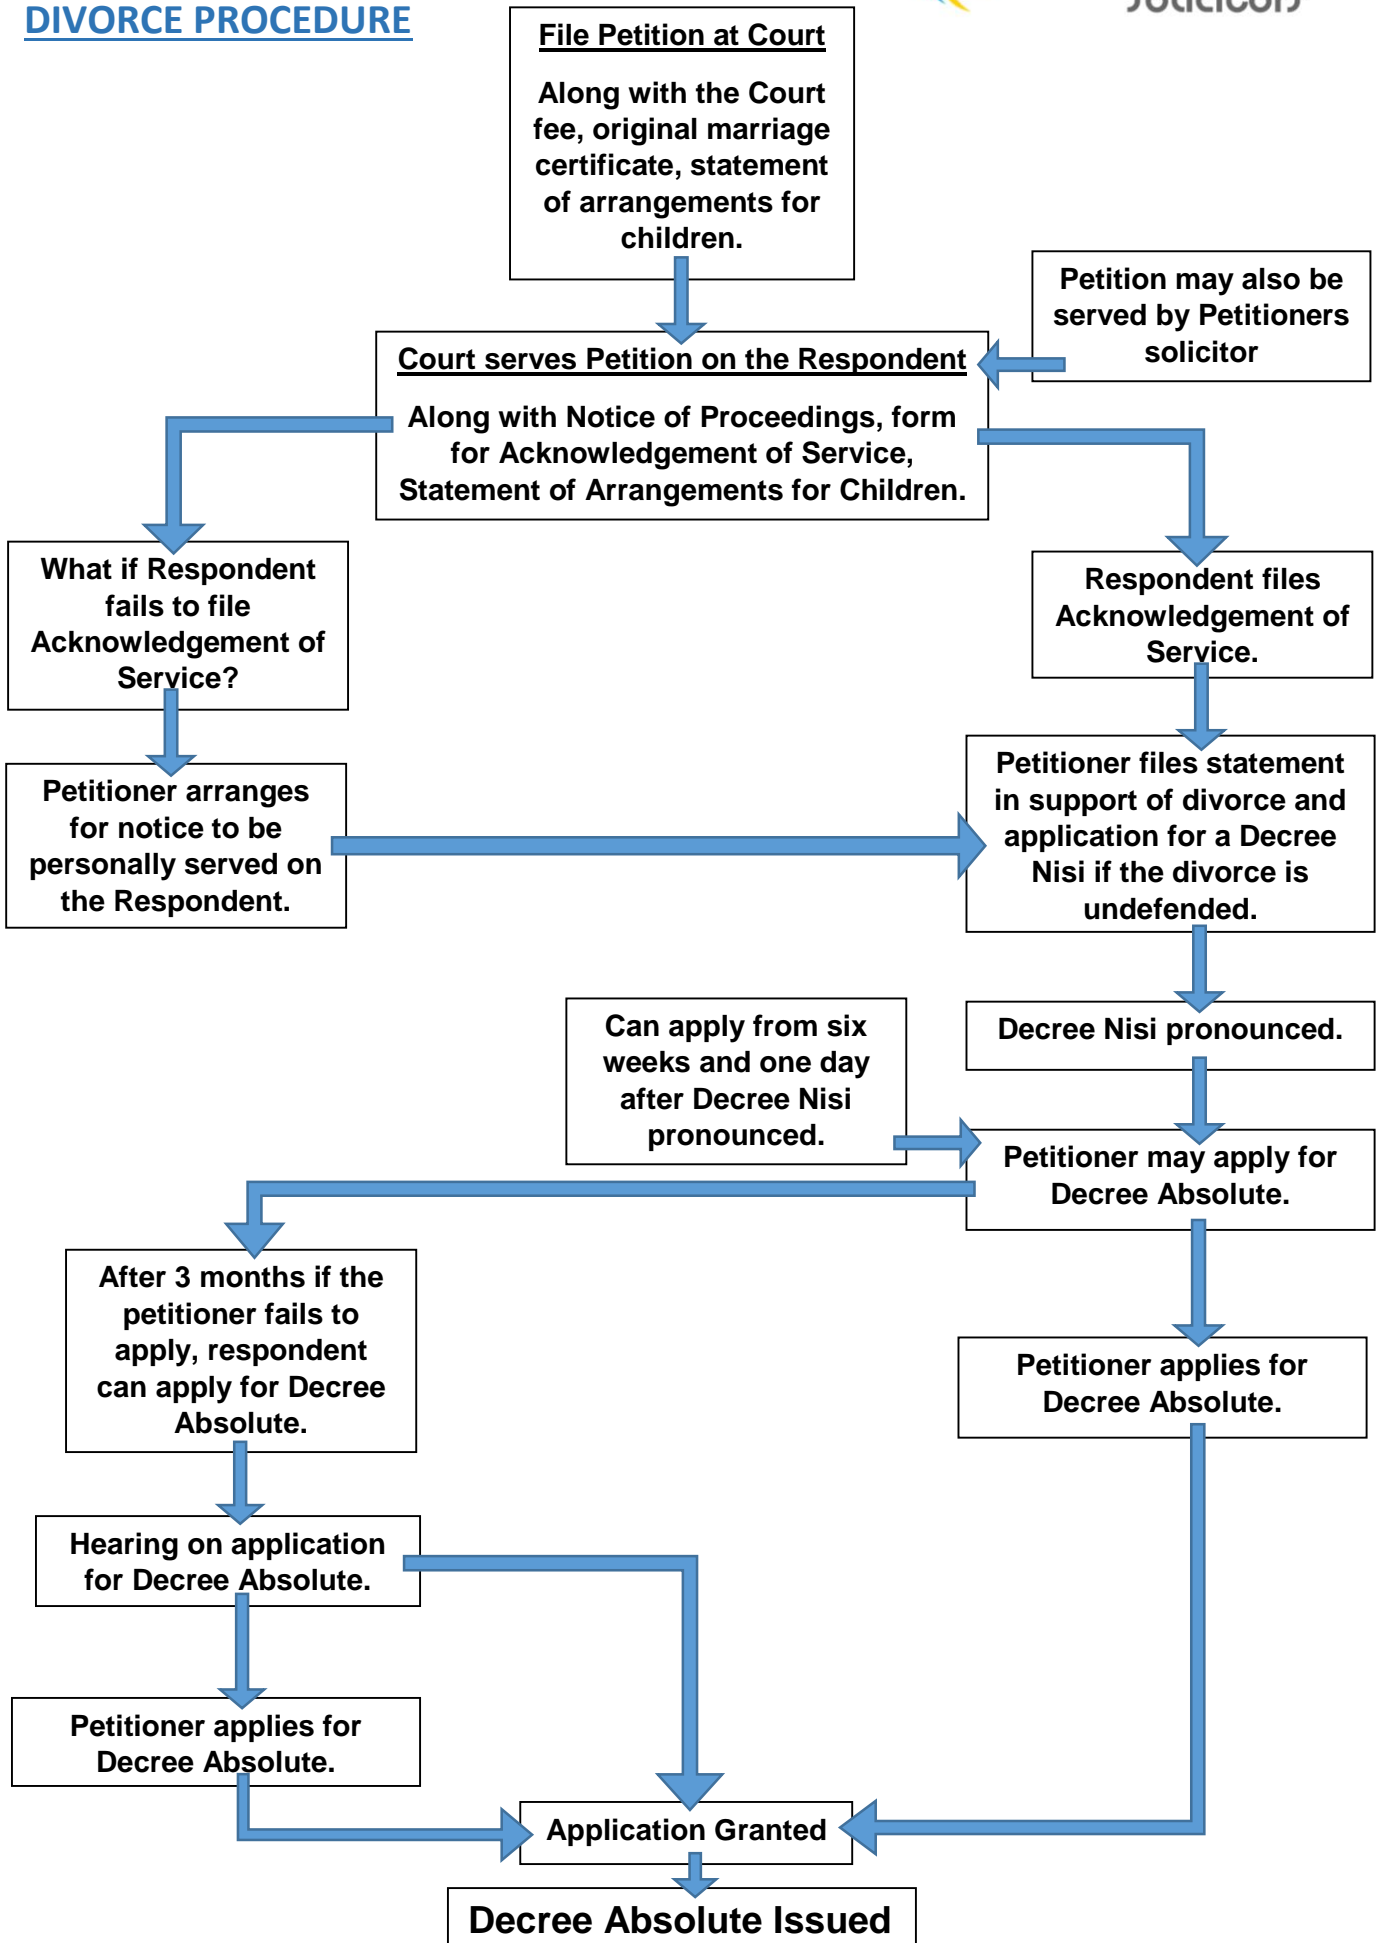 DIVORCE PROCEDURE
File Petition at Court
Along with the Court
fee, original marriage
certificate, statement
of arrangements for
children.
Petition may also be
served by Petitioners
solicitor
Court serves Petition on the Respondent
Along with Notice of Proceedings, form
for Acknowledgement of Service,
Statement of Arrangements for Children.
What if Respondent
fails to file
Acknowledgement of
Service?
Respondent files
Acknowledgement of
Service.
Petitioner arranges
for notice to be
personally served on
the Respondent.
Petitioner files statement
in support of divorce and
application for a Decree
Nisi if the divorce is
undefended.
Decree Nisi pronounced.
Can apply from six
weeks and one day
after Decree Nisi
pronounced.
Petitioner may apply for
Decree Absolute.
After 3 months if the
petitioner fails to
apply, respondent
can apply for Decree
Absolute.
Petitioner applies for
Decree Absolute.
Hearing on application
for Decree Absolute.
Petitioner applies for
Decree Absolute.
Application Granted
Decree Absolute Issued